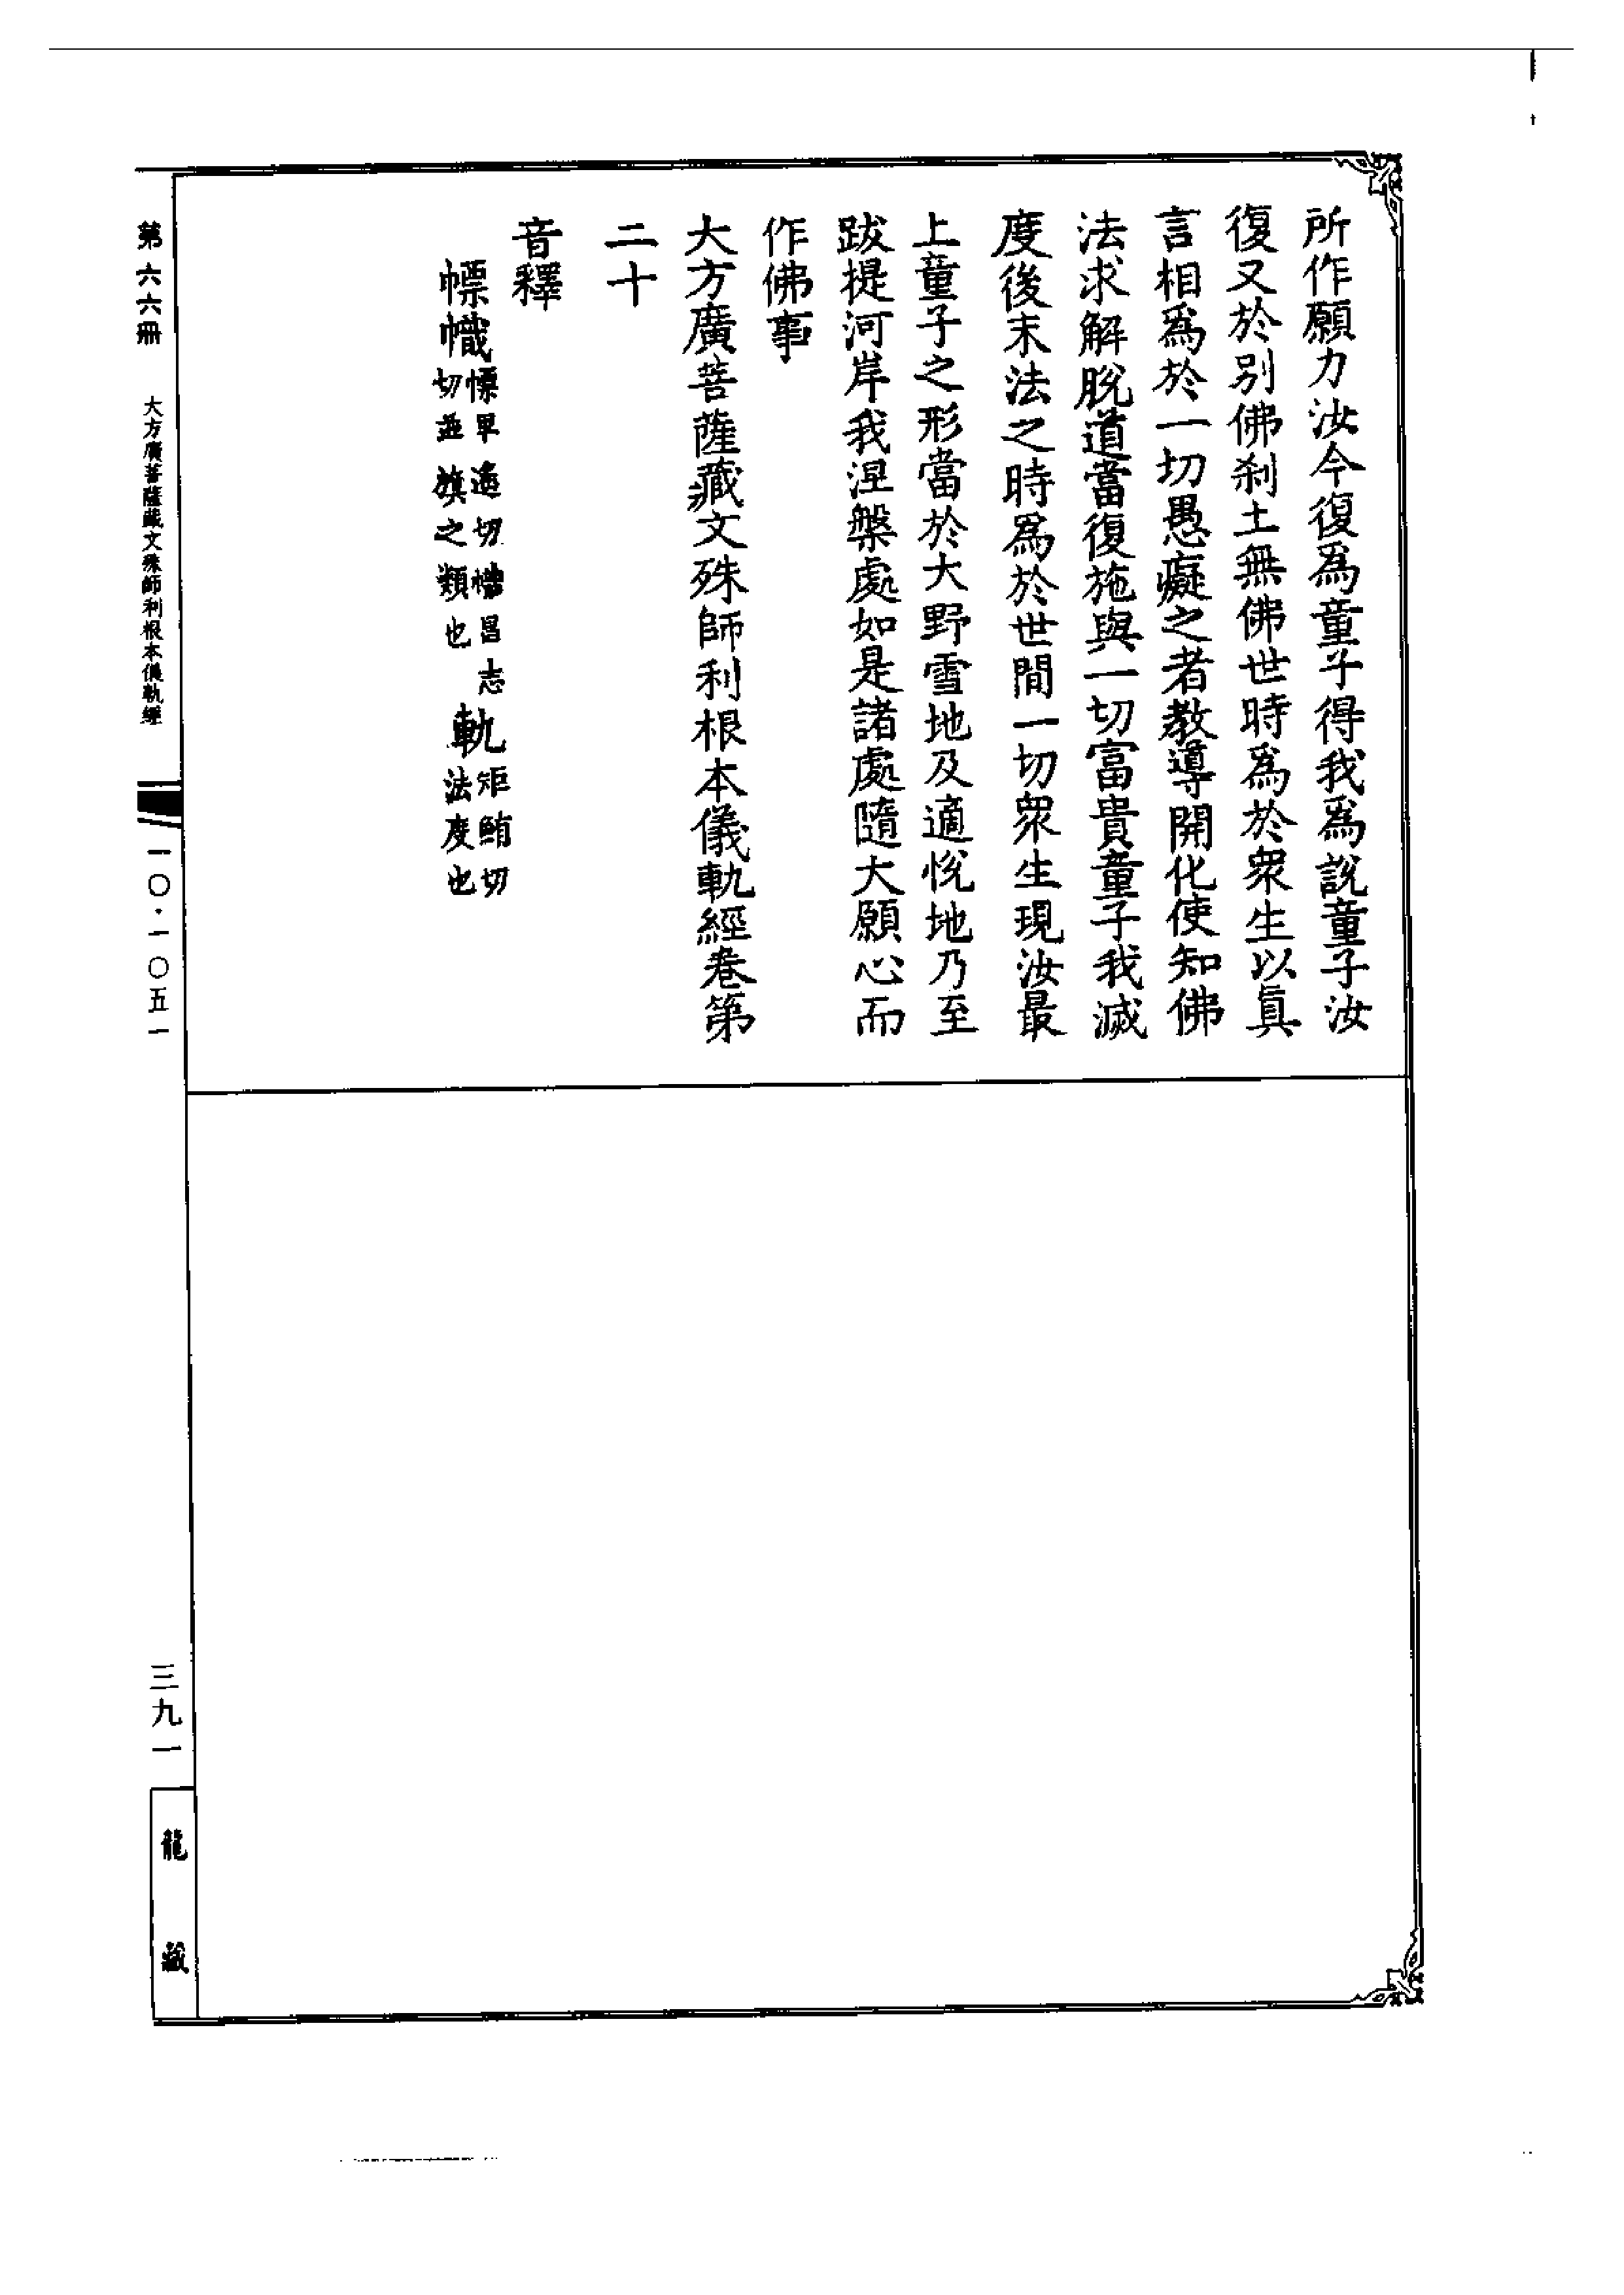 所作願力汝今復爲童子得我爲説童子汝
復又於别佛刹土無佛世時爲於衆生以真
言相爲於一切愚癡之者教導開化使知佛
法求解脱道當復施與一切富貴童子我滅
度後末法之時爲於世間一切衆生現汝最
上童子之形當於大野雪地及適悦地乃至
跋提河岸我涅槃處如是諸處隨大願心而
作佛事
大方廣菩薩藏文殊師利根本儀軌經卷第
二十
音釋
幖幟幖卑遥切幟昌志切並旗之類也 軌矩鮪切法度也
第六六冊 大方廣菩薩藏文殊師利根本儀軌經 一〇·一〇五一 三九一 龍藏